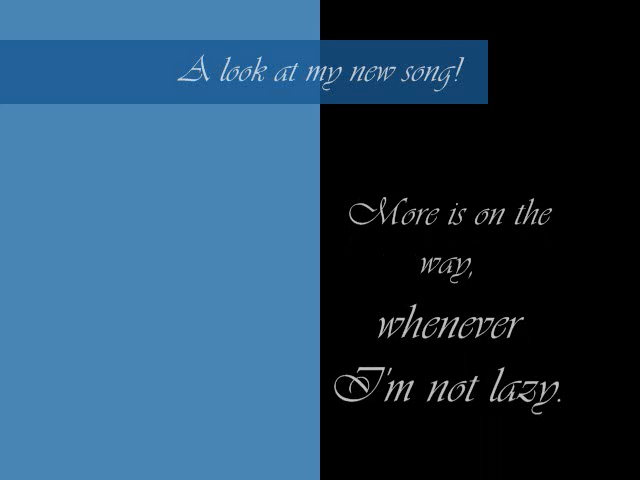 A look at my new song!
More is on the
way,
whenever
I'm not lazy.